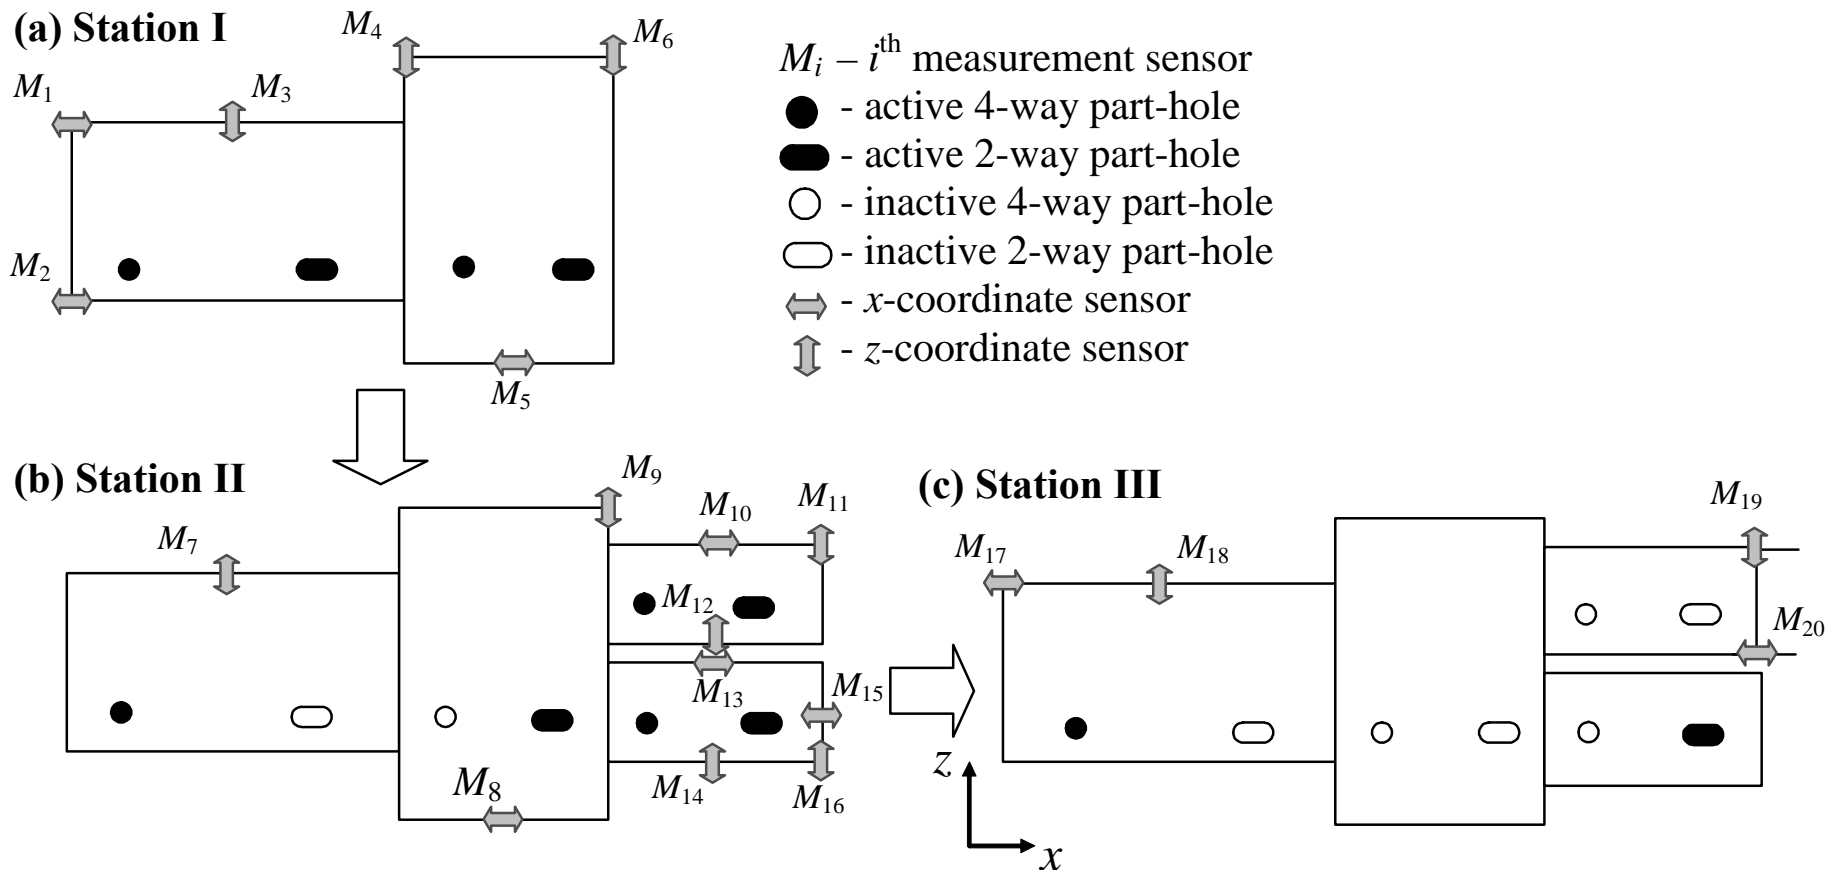 (a) Station I
M1
M2
M3
M4
M5
M6
Mi – ith measurement sensor
- active 4-way part-hole
- active 2-way part-hole
- inactive 4-way part-hole
- inactive 2-way part-hole
- x-coordinate sensor
- z-coordinate sensor
(b) Station II
M7
M8
M9
M10
M11
M12
M13
M14
M15
M16
(c) Station III
M17
M18
M19
M20
z
x